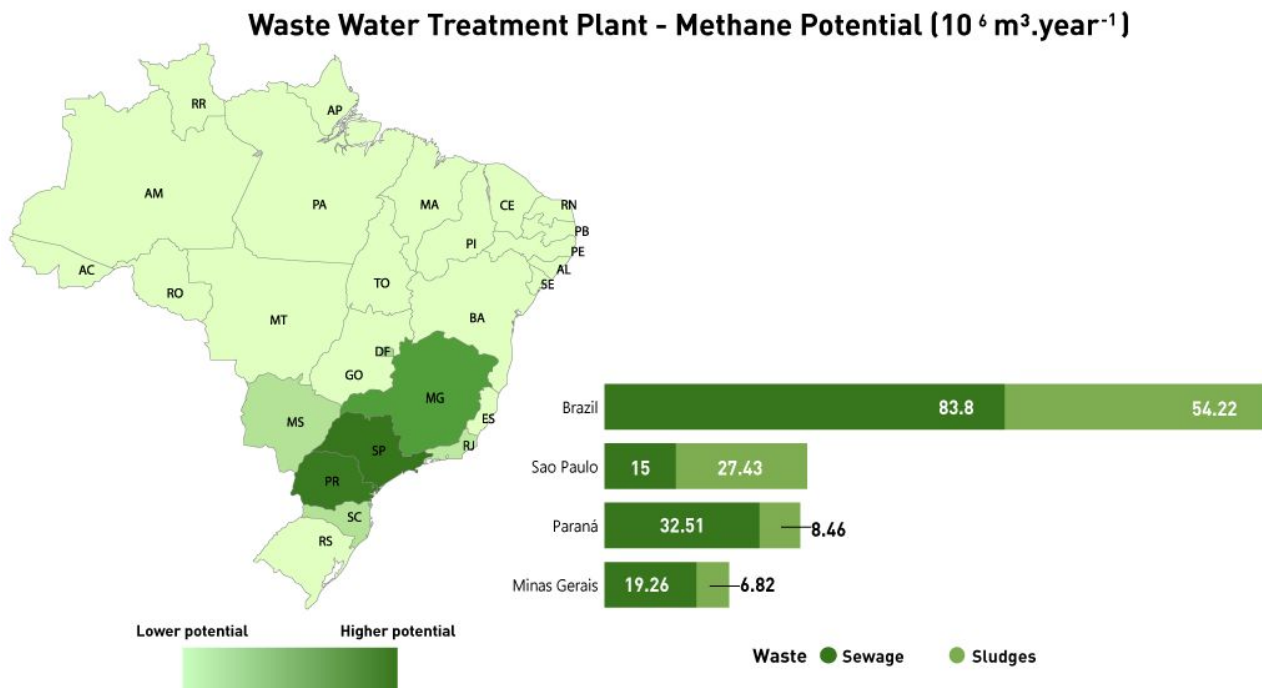 Waste Water Treatment Plant - Methane Potential (10 ⁶ m³.year⁻¹)
RR
AP
AM
PA
MA
CE
RN
PB
PE
AL
SE
PI
AC
RO
TO
MT
BA
DF
GO
MG
ES
MS
SP
RJ
PR
SC
RS
Brazil 83.8 54.22
Sao Paulo 15 27.43
Paraná 32.51 8.46
Minas Gerais 19.26 6.82
Lower potential Higher potential
Waste Sewage Sludges